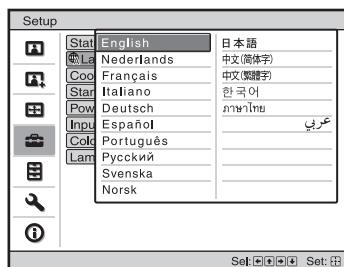 Setup
Stat
La
Coo
Star
Pow
Inpu
Colo
Lam
English
Nederlands
Français
Italiano
Deutsch
Español
Português
Русский
Svenska
Norsk
日本語
中文(简体字)
中文(繁體字)
한국어
ภาษาไทย
عربي
Sel: Set: